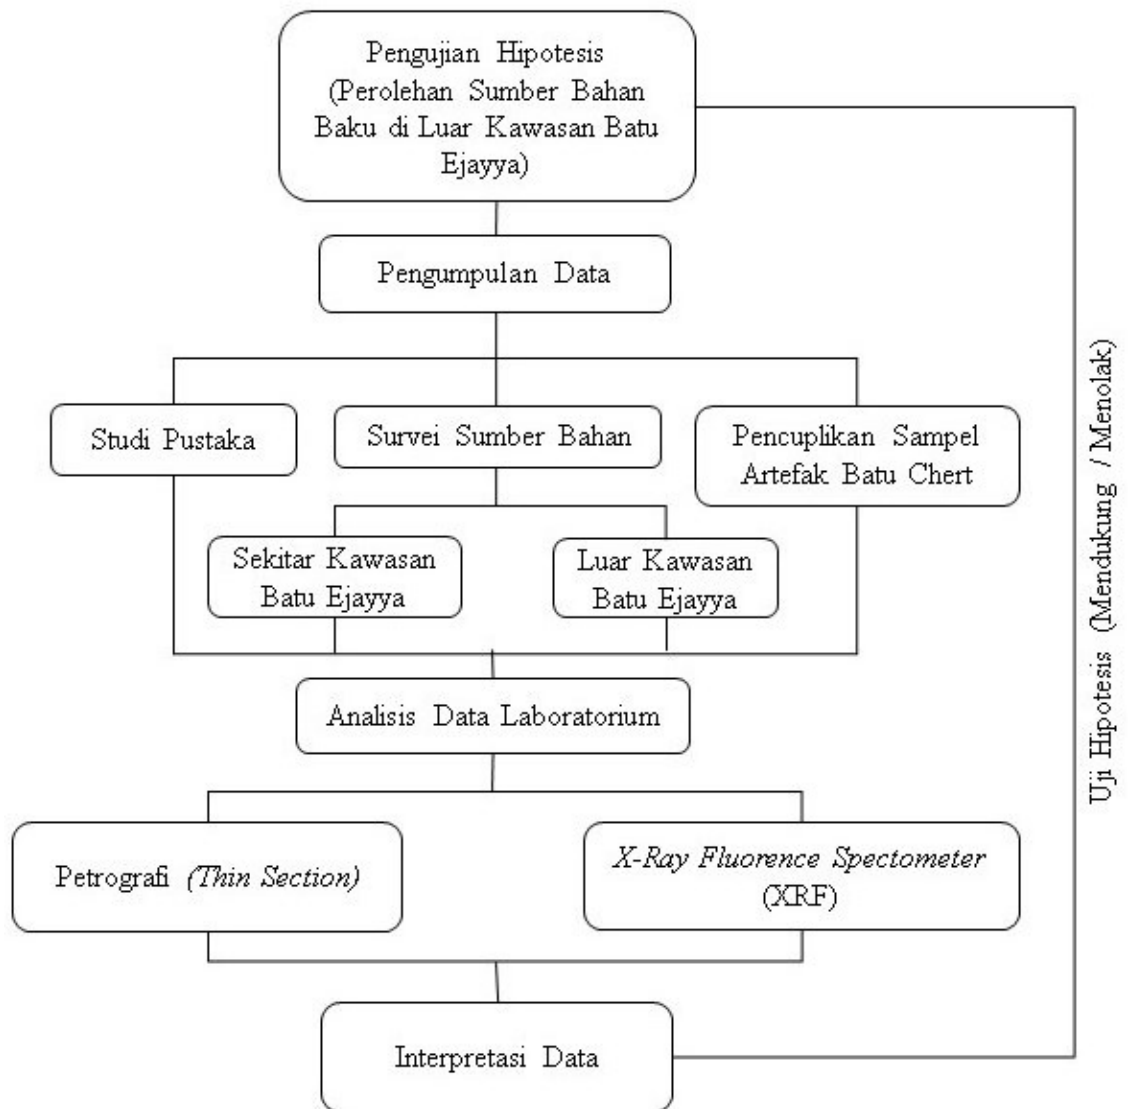 Pengujian Hipotesis
(Perolehan Sumber Bahan
Baku di Luar Kawasan Batu
Ejayya)
Pengumpulan Data
Studi Pustaka
Survei Sumber Bahan
Pencuplikan Sampel
Artefak Batu Chert
Sekitar Kawasan
Batu Ejayya
Luar Kawasan
Batu Ejayya
Analisis Data Laboratorium
Petrografi (Thin Section)
X-Ray Fluorence Spectometer
(XRF)
Interpretasi Data
Uji Hipotesis (Mendukung / Menolak)